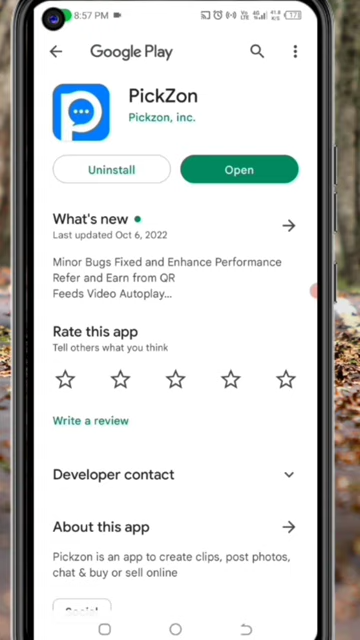 8:57 PM
Google Play
PickZon
Pickzon, inc.
Uninstall
Open
What's new
Last updated Oct 6, 2022
Minor Bugs Fixed and Enhance Performance
Refer and Earn from QR
Feeds Video Autoplay...
Rate this app
Tell others what you think
Write a review
Developer contact
About this app
Pickzon is an app to create clips, post photos,
chat & buy or sell online
Social